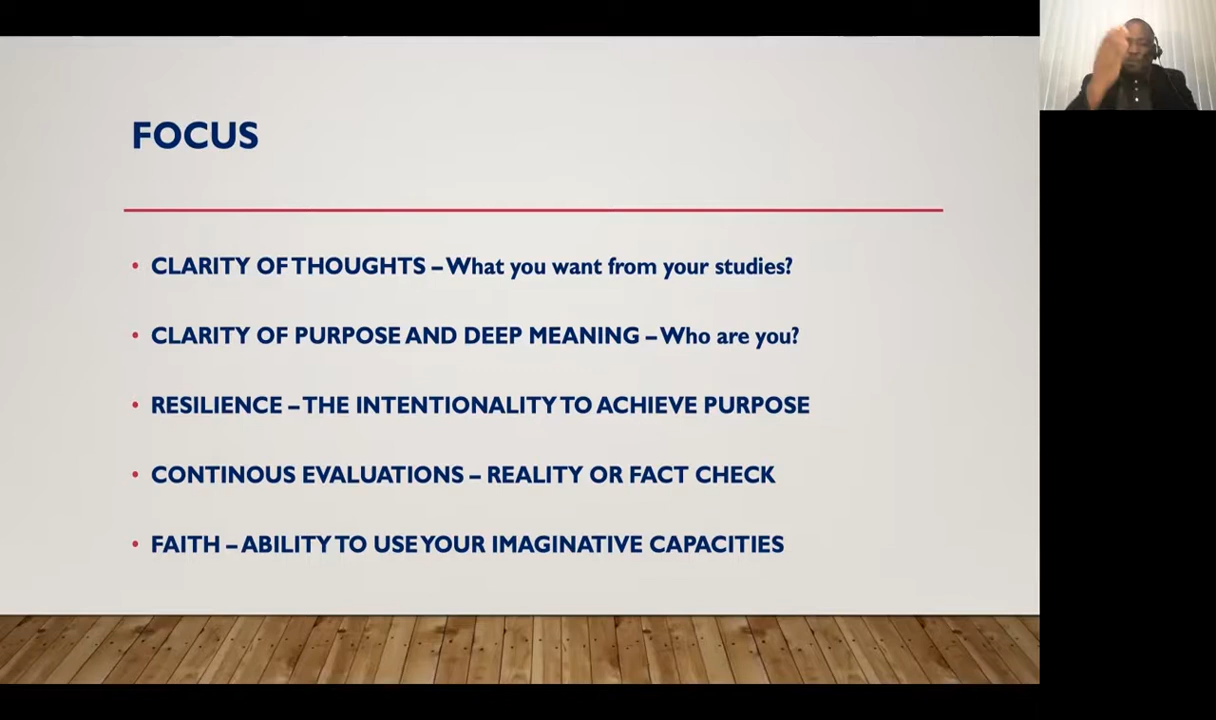 FOCUS
• CLARITY OF THOUGHTS – What you want from your studies?
• CLARITY OF PURPOSE AND DEEP MEANING – Who are you?
• RESILIENCE – THE INTENTIONALITY TO ACHIEVE PURPOSE
• CONTINOUS EVALUATIONS – REALITY OR FACT CHECK
• FAITH – ABILITY TO USE YOUR IMAGINATIVE CAPACITIES